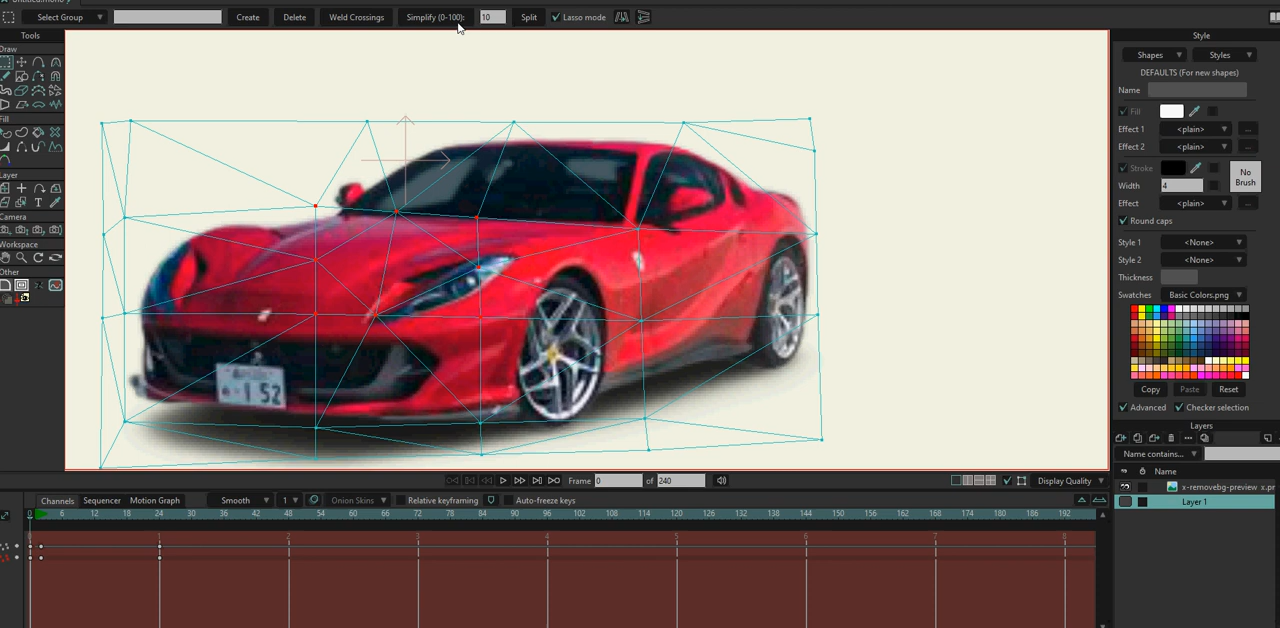 Select Group
Create
Delete
Weld Crossings
Simplify (0-100):
10
Split
Lasso mode
Tools
Draw
Fill
Layer
Camera
Workspace
Other
T
152
Style
Shapes
Styles
DEFAULTS (For new shapes)
Name
Fill
Effect 1
<plain>
...
Effect 2
<plain>
...
Stroke
No Brush
Width
4
Effect
<plain>
...
Round caps
Style 1
<None>
Style 2
<None>
Thickness
Swatches
Basic Colors.png
Copy
Paste
Reset
Advanced
Checker selection
Layers
Name contains...
Name
x-removebg-preview x.pr
Layer 1
Frame
0
of
240
Display Quality
Channels
Sequencer
Motion Graph
Smooth
1
Onion Skins
Relative keyframing
Auto-freeze keys
0 6 12 18 24 30 36 42 48 54 60 66 72 78 84 90 96 102 108 114 120 126 132 138 144 150 156 162 168 174 180 186 192
1 2 3 4 5 6 7 8